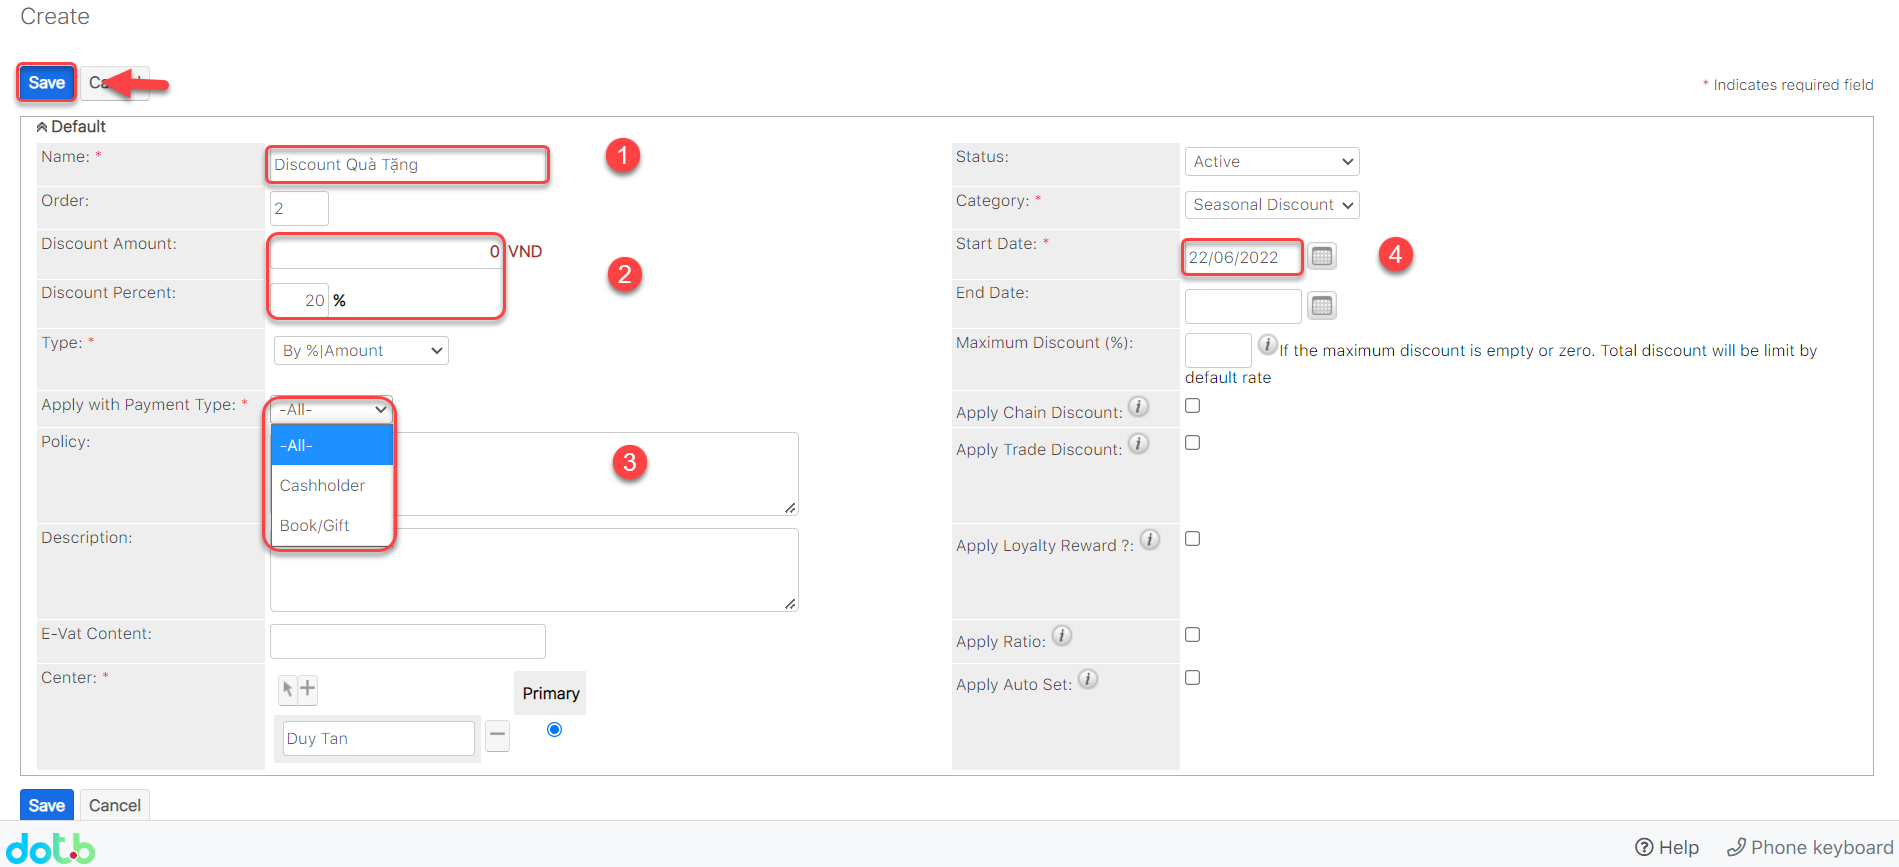 Create
Save
* Indicates required field
Default
Name: *
Discount Quà Tặng
1
Order:
2
Discount Amount:
0 VND
2
Discount Percent:
20 %
Type: *
By %|Amount
Apply with Payment Type: *
-All-
-All-
Cashholder
Book/Gift
Policy:
3
Description:
E-Vat Content:
Center: *
Primary
Duy Tan
Status:
Active
Category: *
Seasonal Discount
Start Date: *
22/06/2022
4
End Date:
Maximum Discount (%):
If the maximum discount is empty or zero. Total discount will be limit by
default rate
Apply Chain Discount:
Apply Trade Discount:
Apply Loyalty Reward ?:
Apply Ratio:
Apply Auto Set:
Save Cancel
dotb
Help
Phone keyboard